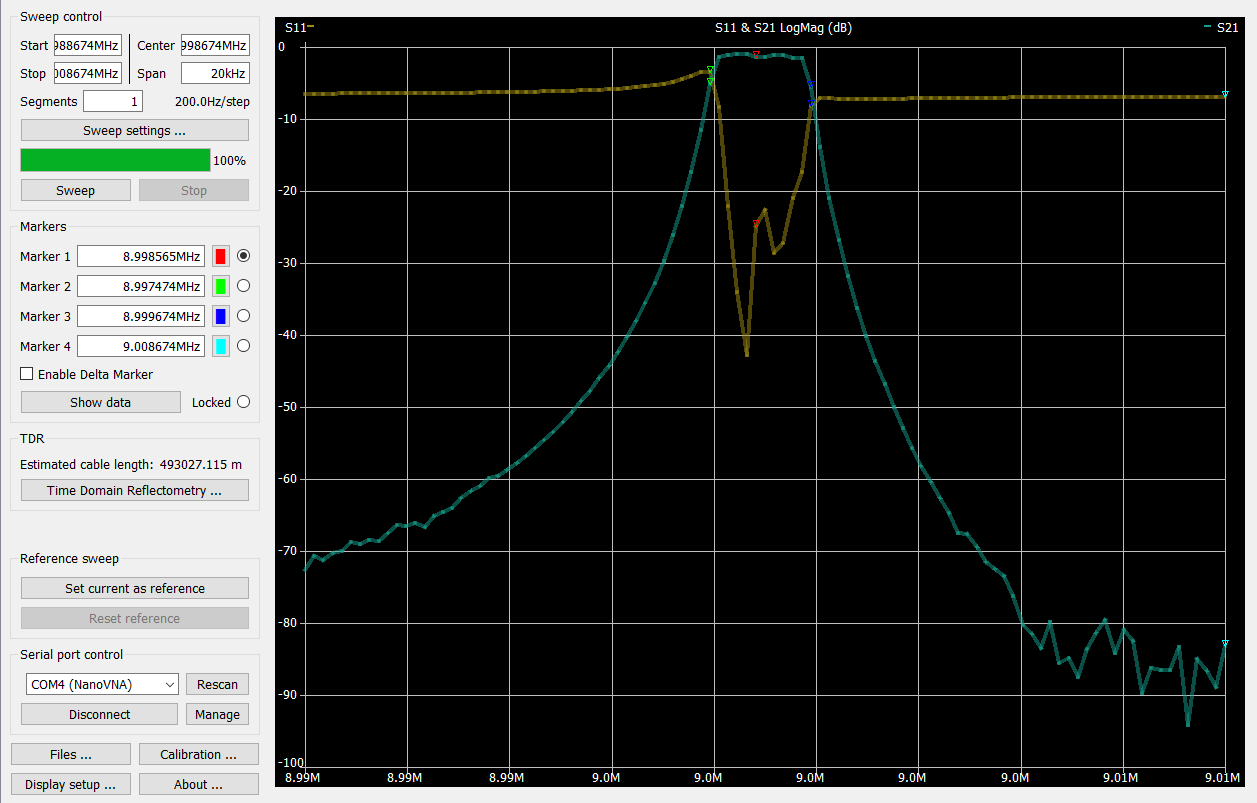 Sweep control
Start 988674MHz Center 998674MHz
Stop 008674MHz Span 20kHz
Segments 1 200.0Hz/step
Sweep settings ...
100%
Sweep Stop
Markers
Marker 1 8.998565MHz
Marker 2 8.997474MHz
Marker 3 8.999674MHz
Marker 4 9.008674MHz
Enable Delta Marker
Show data Locked
TDR
Estimated cable length: 493027.115 m
Time Domain Reflectometry ...
Reference sweep
Set current as reference
Reset reference
Serial port control
COM4 (NanoVNA) Rescan
Disconnect Manage
Files ... Calibration ...
Display setup ... About ...
S11 S11 & S21 LogMag (dB) S21
0
-10
-20
-30
-40
-50
-60
-70
-80
-90
-100
8.99M 8.99M 8.99M 9.0M 9.0M 9.0M 9.0M 9.0M 9.01M 9.01M